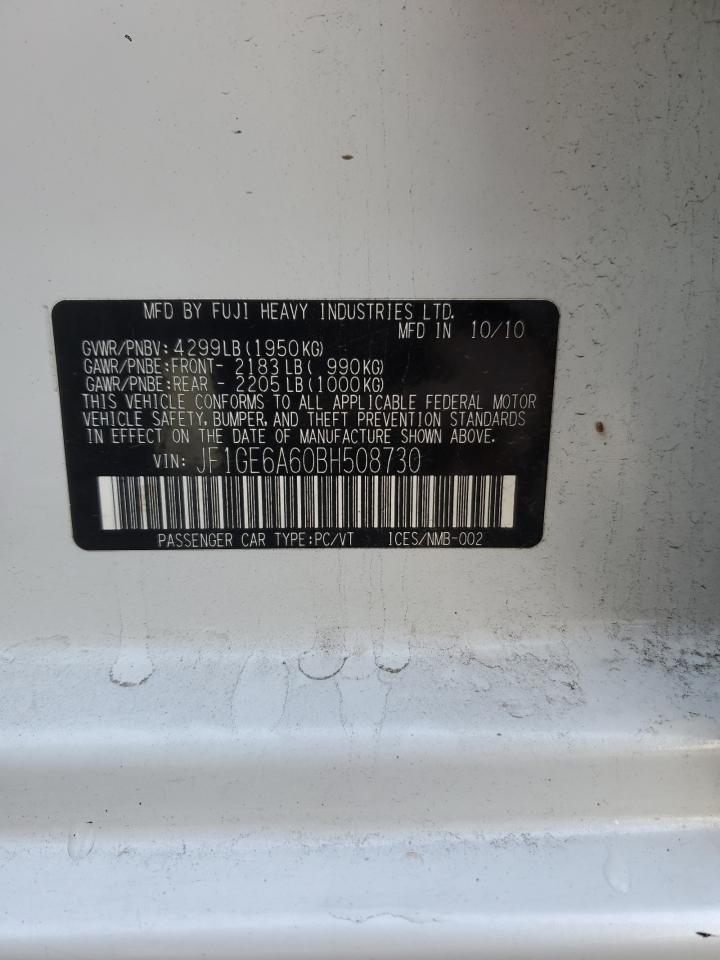 MFD BY FUJI HEAVY INDUSTRIES LTD.
MFD IN 10/10
GVWR/PNBV: 4299LB(1950KG)
GAWR/PNBE:FRONT- 2183LB( 990KG)
GAWR/PNBE:REAR - 2205LB(1000KG)
THIS VEHICLE CONFORMS TO ALL APPLICABLE FEDERAL MOTOR
VEHICLE SAFETY, BUMPER, AND THEFT PREVENTION STANDARDS
IN EFFECT ON THE DATE OF MANUFACTURE SHOWN ABOVE.
VIN: JF1GE6A60BH508730
PASSENGER CAR TYPE:PC/VT ICES/NMB-002